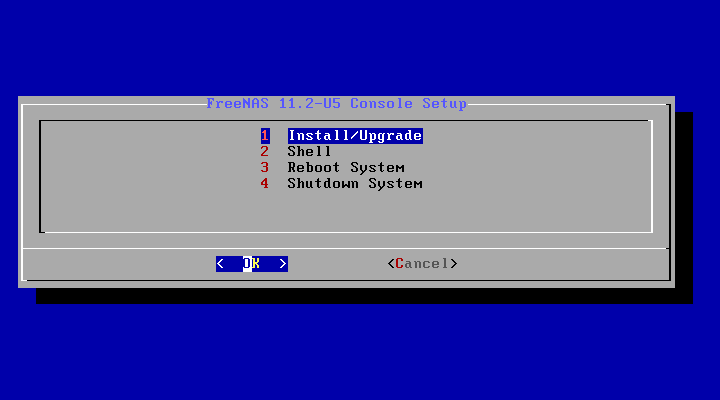 FreeNAS 11.2-U5 Console Setup
1 Install/Upgrade
2 Shell
3 Reboot System
4 Shutdown System
< OK > <Cancel>